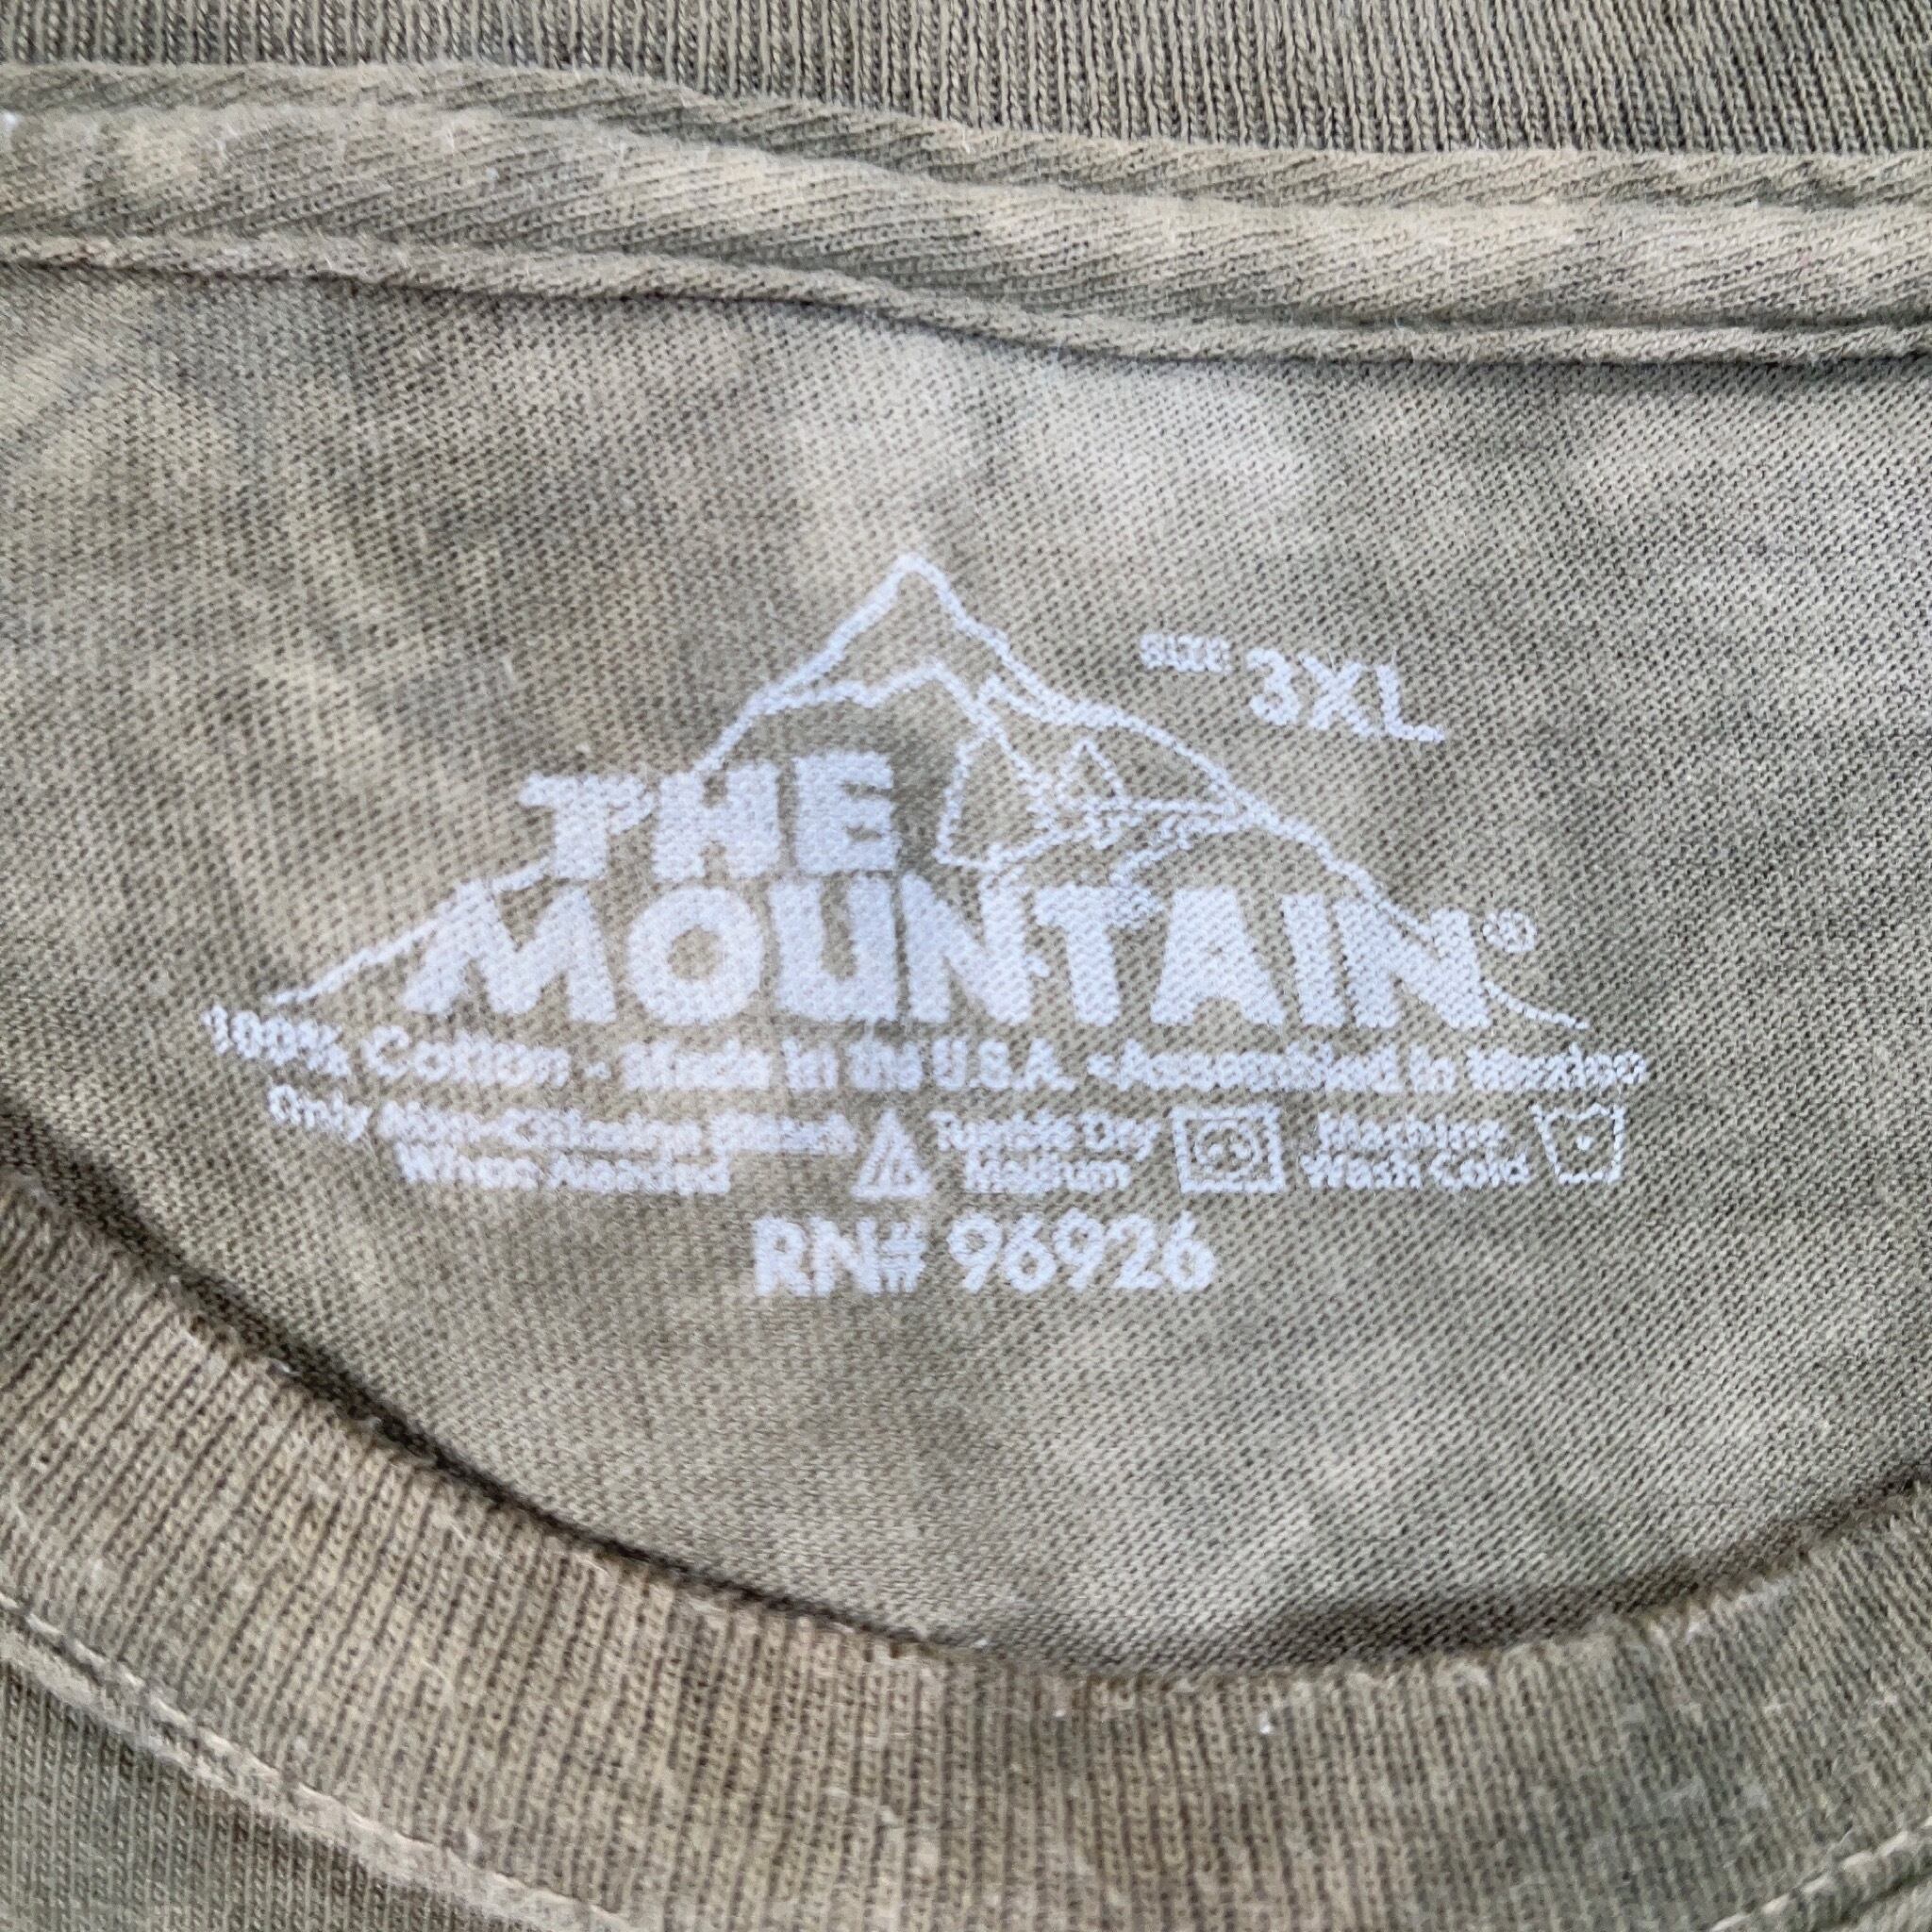 SIZE 3XL
THE
MOUNTAIN®
100% Cotton • Made in the U.S.A. • Assembled in Mexico
Only Non-Chlorine Bleach Tumble Dry Machine
When Needed Medium Wash Cold
RN# 96926